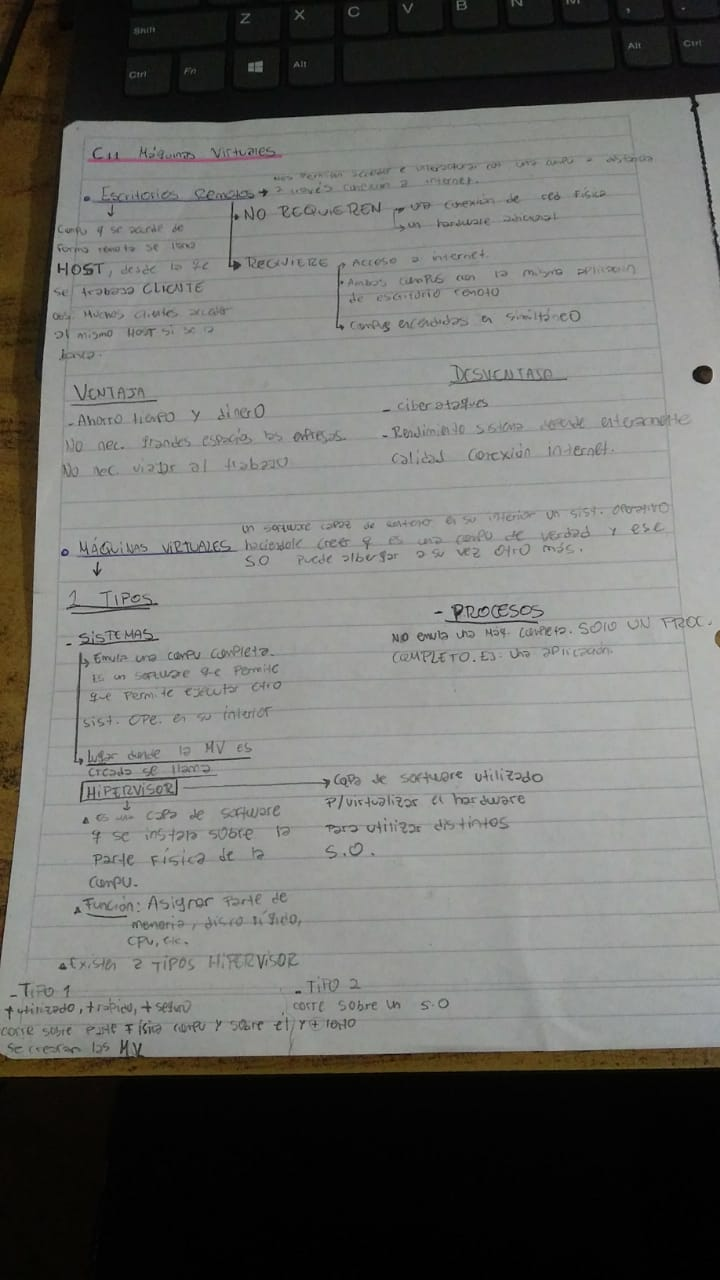 Shift
Z X C V B N M
Ctrl Fn Alt Alt Ctrl
C11 Máquinas Virtuales
Nos permiten acceder e interactuar con una compu a distancia
• Escritorios Remotos → a través conexión a internet.
• NO REQUIEREN → una conexión de red física
↳ un hardware adicional
Compu q se accede de
forma remota se llama
HOST, desde la que
se trabaja CLIENTE
obs. Muchos clientes acceder
al mismo HOST si se lo
↳ REQUIERE • Acceso a internet.
• Ambas compus con la misma aplicación
de escritorio remoto
↳ compus encendidas en simultáneo
VENTAJA
- Ahorro tiempo y dinero
No nec. grandes espacios las empresas.
No nec. viajar al trabajo
DESVENTAJA
- ciberataques
- Rendimiento sistema depende enteramente
calidad conexión internet.
un software capaz de contener en su interior un sist. operativo
• MÁQUINAS VIRTUALES haciendole creer q es una compu de verdad y ese
SO puede albergar a su vez otro más.
2 TIPOS
- SISTEMAS
→ Emula una compu completa.
Es un software que permite
que permite ejecutar otro
sist. OPE. en su interior
→ lugar donde la MV es
creada se llama
HIPERVISOR → capa de software utilizado
p/virtualizar el hardware
para utilizar distintos
S.O.
- PROCESOS
NO emula una Máq. completa. SOLO UN PROC.
COMPLETO. EJ: una aplicación.
▵ es una capa de software
q se instala sobre la
parte física de la
compu.
▵ Función: Asignar parte de
memoria, disco rígido,
CPU, etc.
▵ Existen 2 TIPOS HIPERVISOR
- TIPO 1
+ utilizado, + rápido, + seguro
corre sobre parte física compu y sobre el
se crearan las MV
- TIPO 2
corre sobre un S.O
y + lento